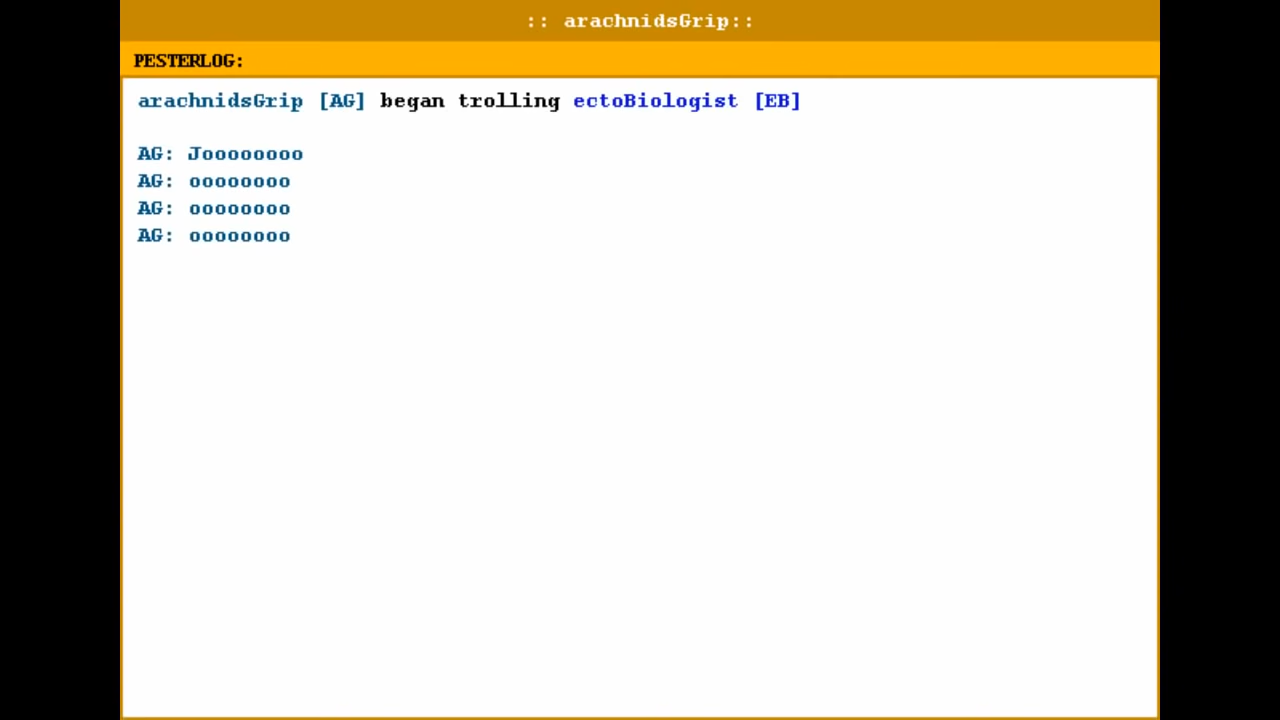 :: arachnidsGrip::
PESTERLOG:
arachnidsGrip [AG] began trolling ectoBiologist [EB]
AG: Joooooooo
AG: oooooooo
AG: oooooooo
AG: oooooooo